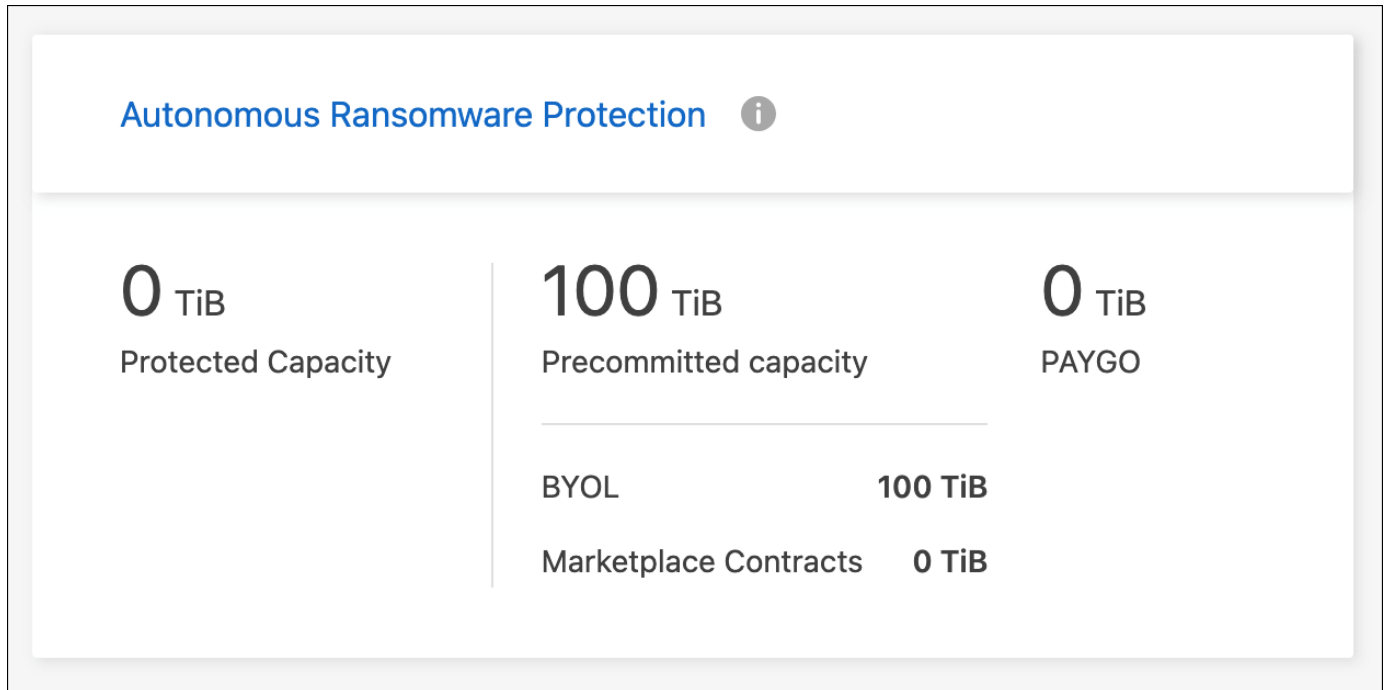 Autonomous Ransomware Protection
0 TiB
Protected Capacity
100 TiB
Precommitted capacity
BYOL 100 TiB
Marketplace Contracts 0 TiB
0 TiB
PAYGO